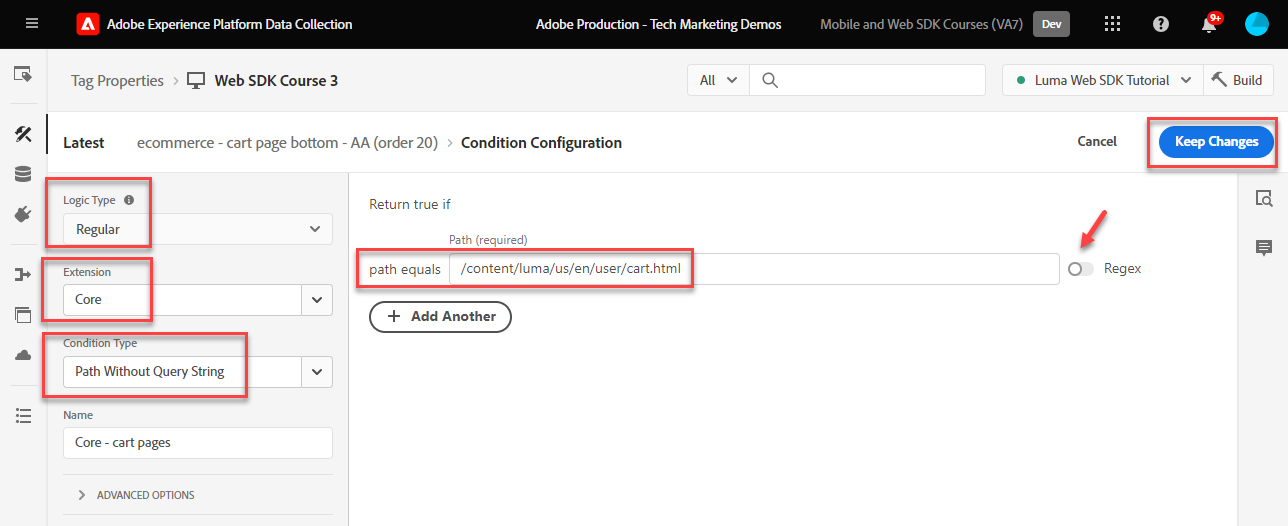 Adobe Experience Platform Data Collection
Adobe Production - Tech Marketing Demos
Mobile and Web SDK Courses (VA7)
Dev
9+
Tag Properties > Web SDK Course 3
All
Luma Web SDK Tutorial
Build
Latest
ecommerce - cart page bottom - AA (order 20) > Condition Configuration
Cancel
Keep Changes
Logic Type
Regular
Extension
Core
Condition Type
Path Without Query String
Name
Core - cart pages
ADVANCED OPTIONS
Return true if
Path (required)
path equals
/content/luma/us/en/user/cart.html
Regex
Add Another